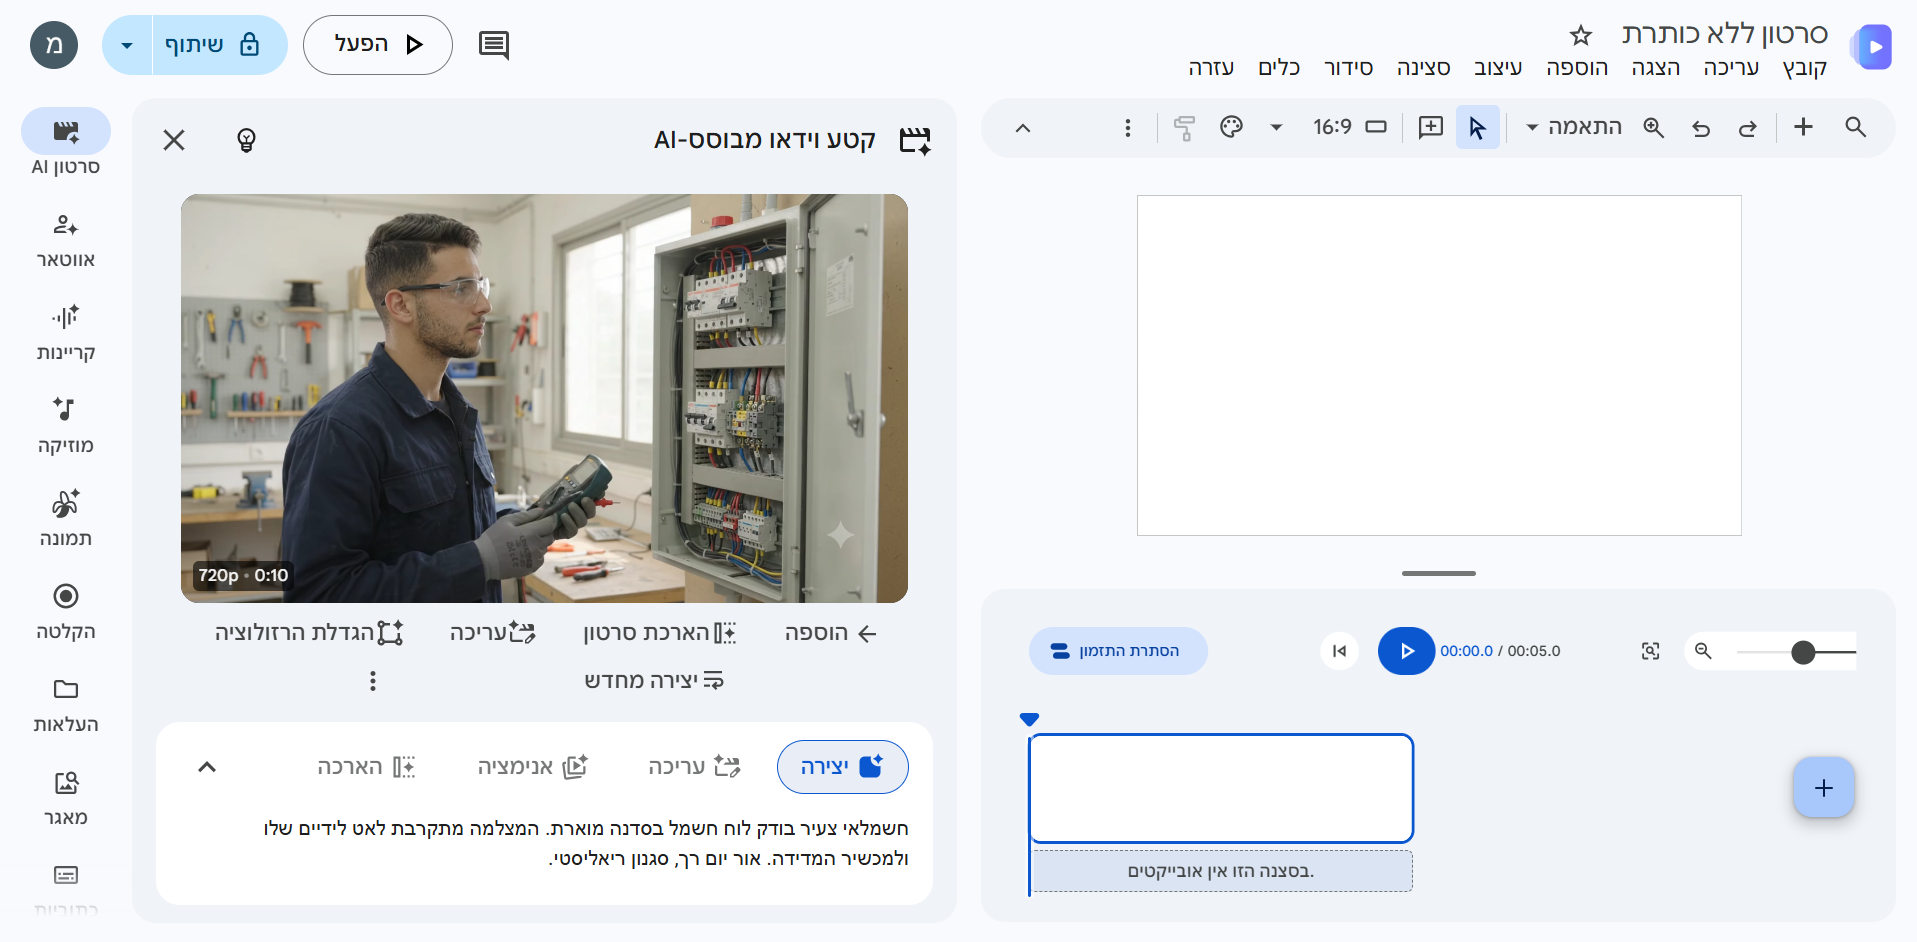 סרטון ללא כותרת
קובץ עריכה הצגה הוספה עיצוב סצינה סידור כלים עזרה
הפעל
שיתוף
מ
התאמה
16:9
קטע וידאו מבוסס-AI
720p • 0:10
הוספה
הארכת סרטון
עריכה
הגדלת הרזולוציה
יצירה מחדש
יצירה
עריכה
אנימציה
הארכה
חשמלאי צעיר בודק לוח חשמל בסדנה מוארת. המצלמה מתקרבת לאט לידיים שלו
ולמכשיר המדידה. אור יום רך, סגנון ריאליסטי.
סרטון AI
אווטאר
קריינות
מוזיקה
תמונה
הקלטה
העלאות
מאגר
כתוביות
הסתרת התזמון
00:00.0 / 00:05.0
בסצנה הזו אין אובייקטים.